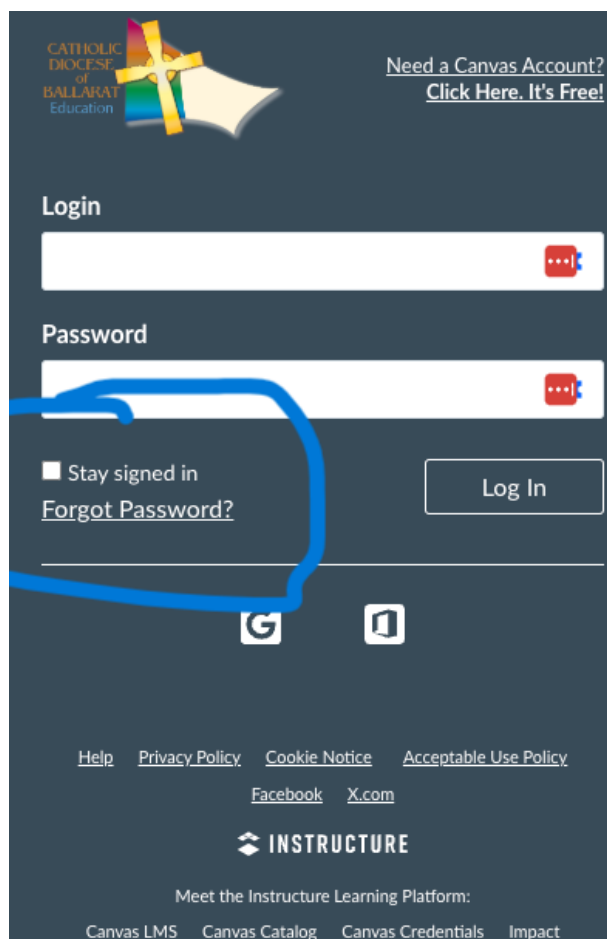 CATHOLIC
DIOCESE
of
BALLARAT
Education
Need a Canvas Account?
Click Here. It's Free!
Login
Password
Stay signed in
Forgot Password?
Log In
G
Help Privacy Policy Cookie Notice Acceptable Use Policy
Facebook X.com
INSTRUCTURE
Meet the Instructure Learning Platform:
Canvas LMS Canvas Catalog Canvas Credentials Impact